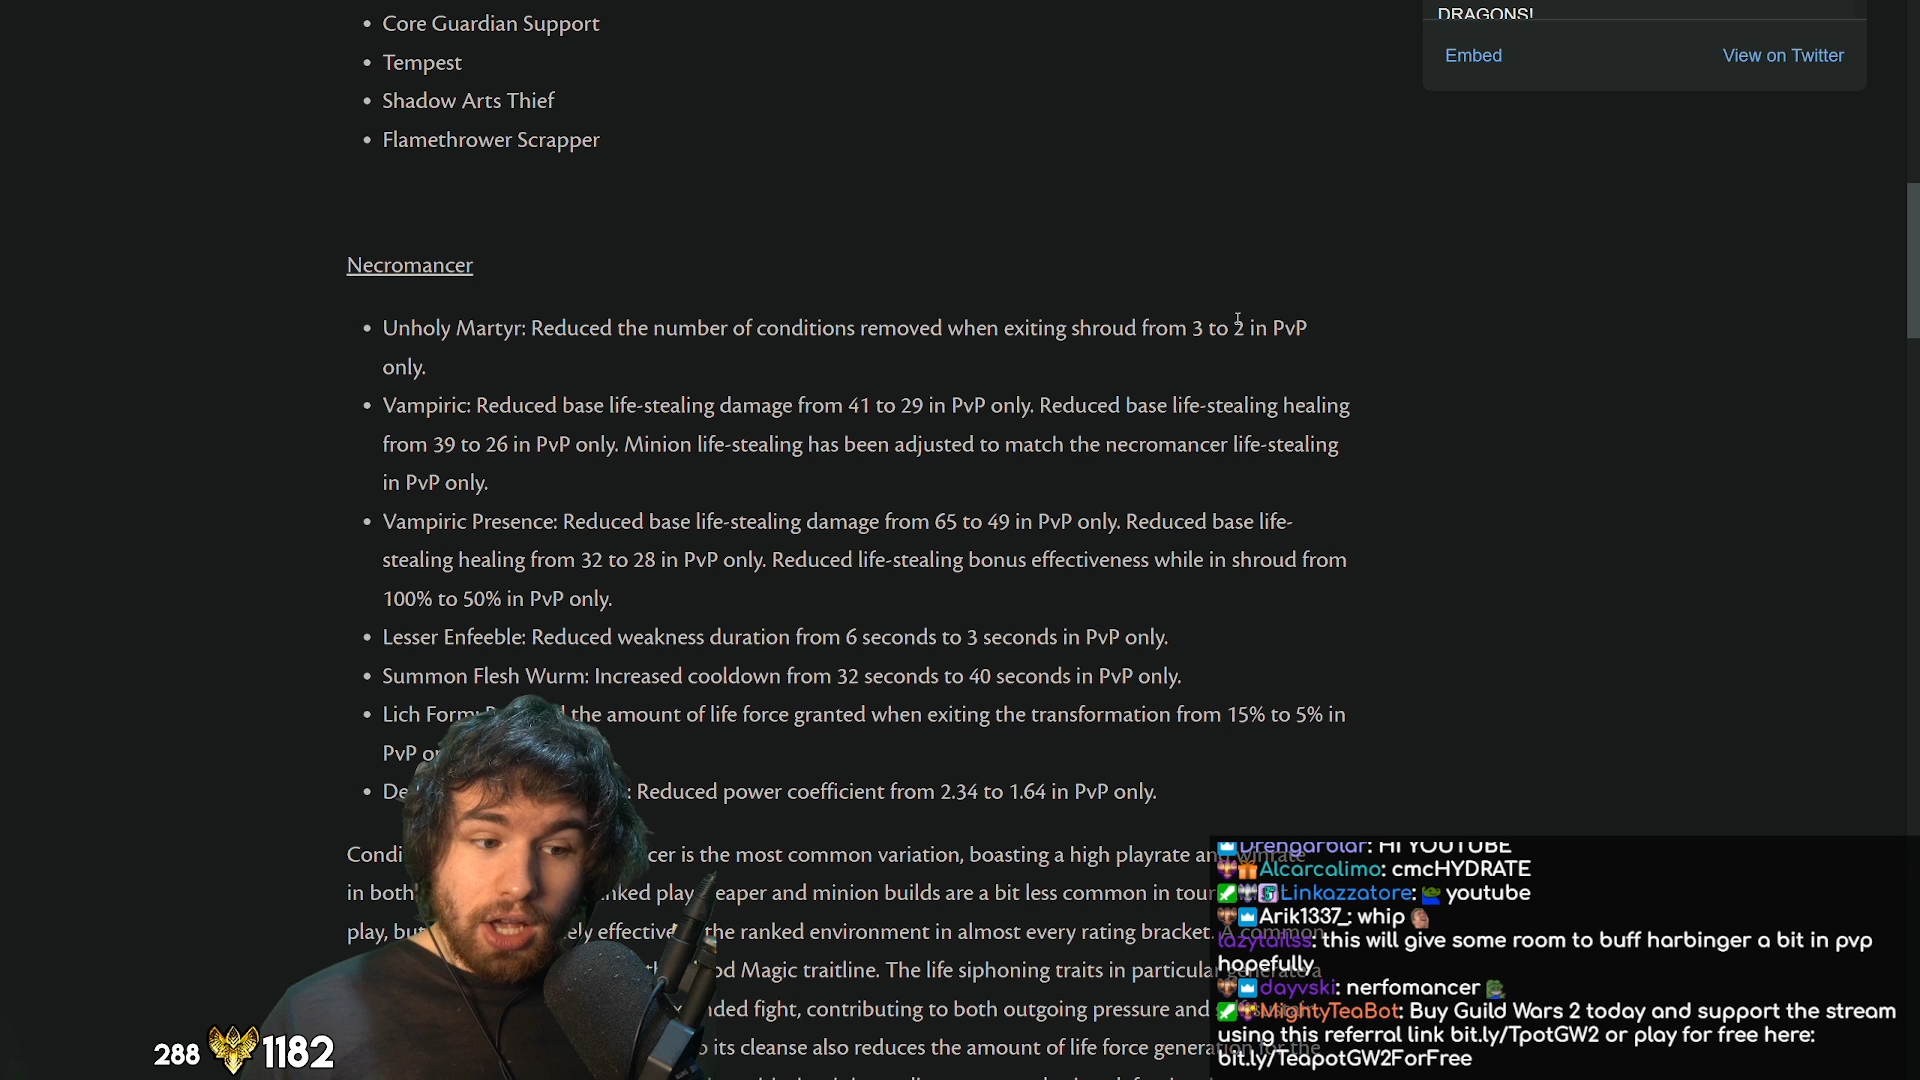 DRAGONS!
Embed View on Twitter
Core Guardian Support
Tempest
Shadow Arts Thief
Flamethrower Scrapper
Necromancer
Unholy Martyr: Reduced the number of conditions removed when exiting shroud from 3 to 2 in PvP
only.
Vampiric: Reduced base life-stealing damage from 41 to 29 in PvP only. Reduced base life-stealing healing
from 39 to 26 in PvP only. Minion life-stealing has been adjusted to match the necromancer life-stealing
in PvP only.
Vampiric Presence: Reduced base life-stealing damage from 65 to 49 in PvP only. Reduced base life-
stealing healing from 32 to 28 in PvP only. Reduced life-stealing bonus effectiveness while in shroud from
100% to 50% in PvP only.
Lesser Enfeeble: Reduced weakness duration from 6 seconds to 3 seconds in PvP only.
Summon Flesh Wurm: Increased cooldown from 32 seconds to 40 seconds in PvP only.
Lich Form: the amount of life force granted when exiting the transformation from 15% to 5% in
PvP
: Reduced power coefficient from 2.34 to 1.64 in PvP only.
is the most common variation, boasting a high playrate and winrate
in both play. and minion builds are a bit less common in
play, effective the ranked environment in almost every rating bracket. A common
Magic traitline. The life siphoning traits in particular generate a
fight, contributing to both outgoing pressure and
its cleanse also reduces the amount of life force generation for the
Drengarblar: HI YOUTUBE
Alcarcalimo: cmcHYDRATE
Linkazzatore: youtube
Arik1337_: whip
lazytailss: this will give some room to buff harbinger a bit in pvp
hopefully
dayvski: nerfomancer
MightyTeaBot: Buy Guild Wars 2 today and support the stream
using this referral link bit.ly/TpotGW2 or play for free here:
bit.ly/TeapotGW2ForFree
288 1182